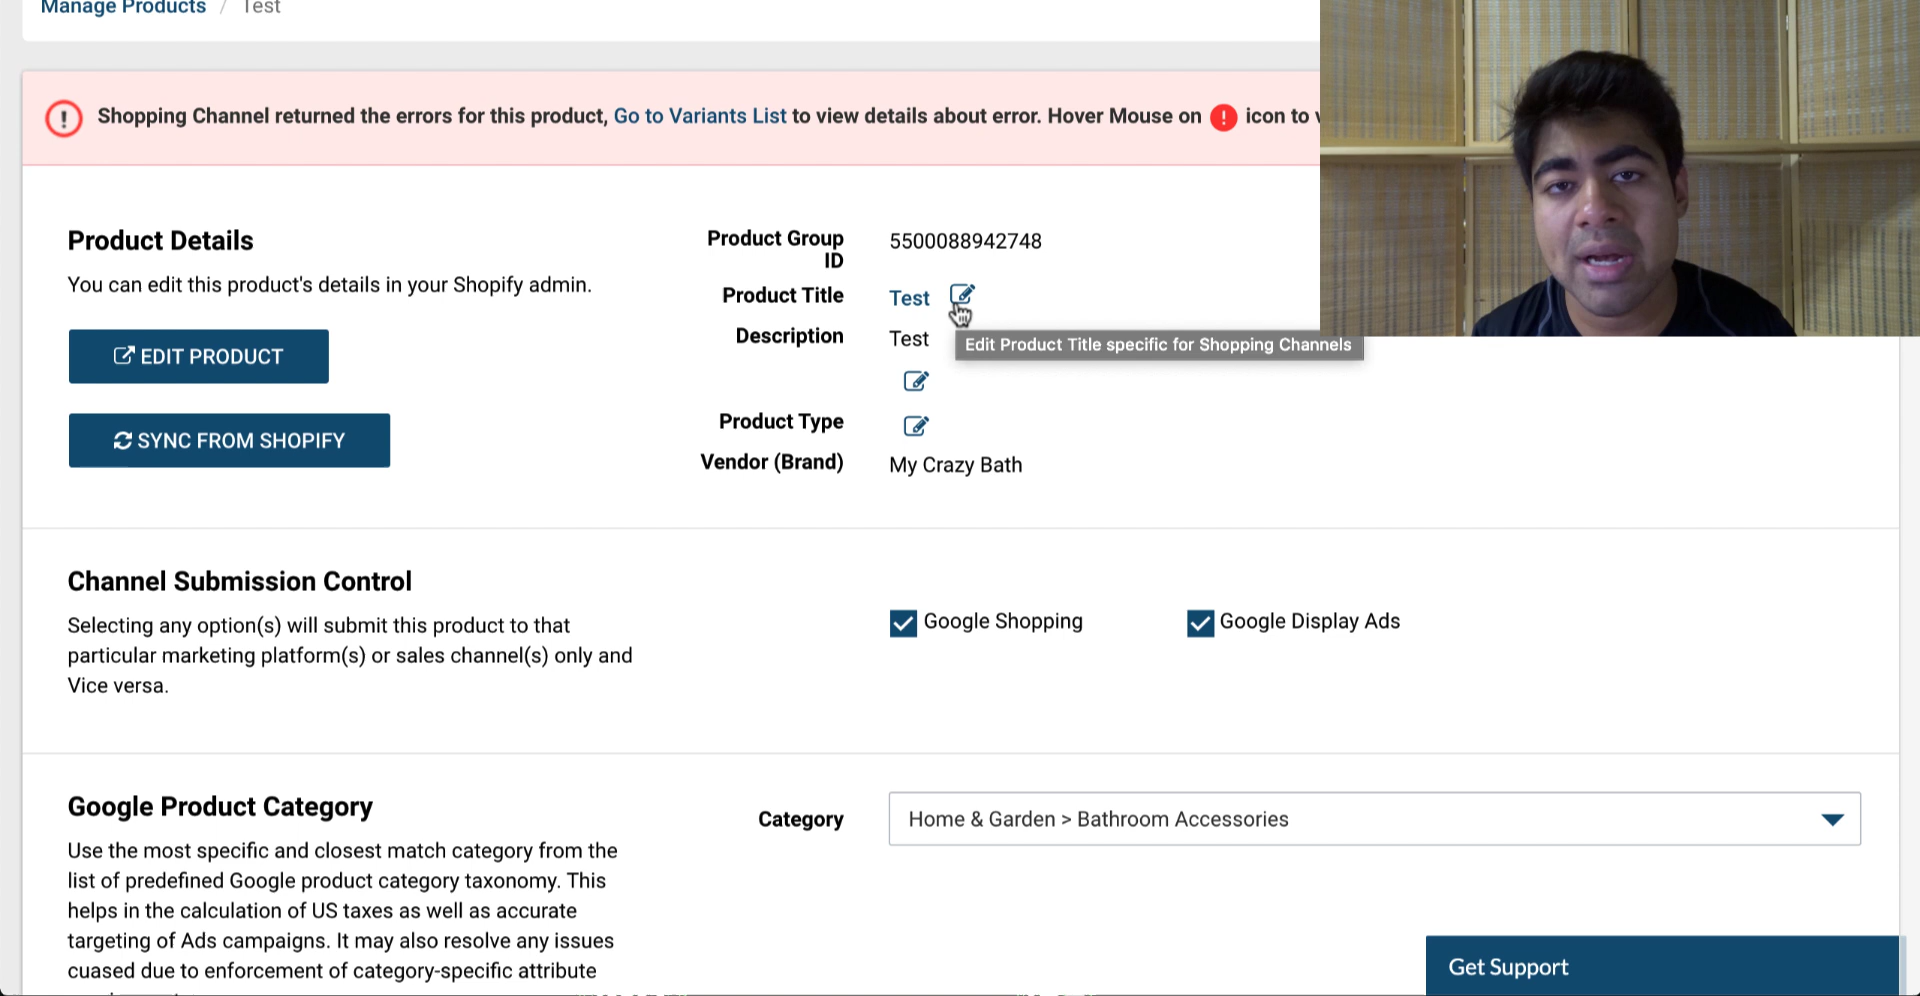 Manage Products / Test
Shopping Channel returned the errors for this product, Go to Variants List to view details about error. Hover Mouse on ! icon to
Product Details
You can edit this product's details in your Shopify admin.
EDIT PRODUCT
SYNC FROM SHOPIFY
Product Group ID
5500088942748
Product Title
Test
Description
Test
Edit Product Title specific for Shopping Channels
Product Type
Vendor (Brand)
My Crazy Bath
Channel Submission Control
Selecting any option(s) will submit this product to that
particular marketing platform(s) or sales channel(s) only and
Vice versa.
Google Shopping
Google Display Ads
Google Product Category
Use the most specific and closest match category from the
list of predefined Google product category taxonomy. This
helps in the calculation of US taxes as well as accurate
targeting of Ads campaigns. It may also resolve any issues
cuased due to enforcement of category-specific attribute
Category
Home & Garden > Bathroom Accessories
Get Support